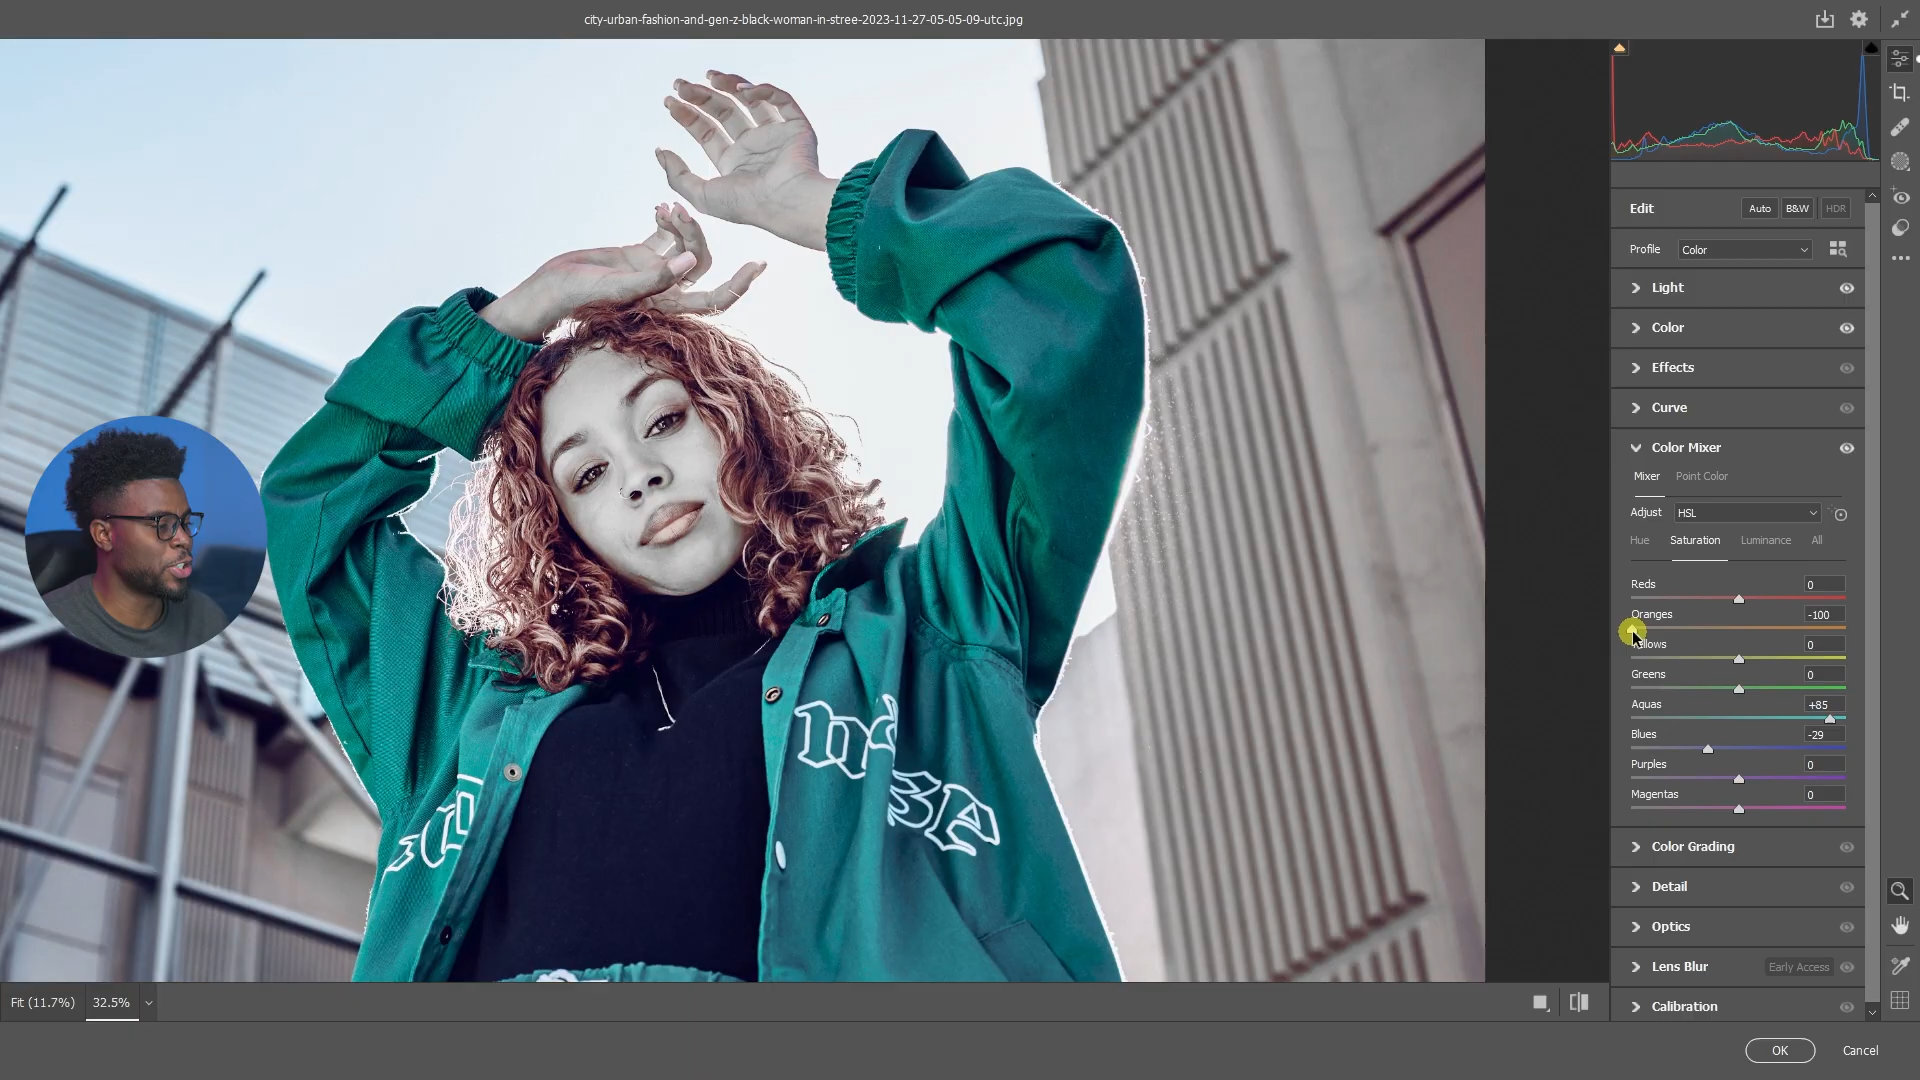 city-urban-fashion-and-gen-z-black-woman-in-stree-2023-11-27-05-05-09-utc.jpg
Edit
Auto
B&W
HDR
Profile
Color
Light
Color
Effects
Curve
Color Mixer
Mixer
Point Color
Adjust
HSL
Hue
Saturation
Luminance
All
Reds
0
Oranges
-100
0
Greens
0
Aquas
+85
Blues
-29
Purples
0
Magentas
0
Color Grading
Detail
Optics
Lens Blur
Early Access
Calibration
Fit (11.7%)
32.5%
OK
Cancel